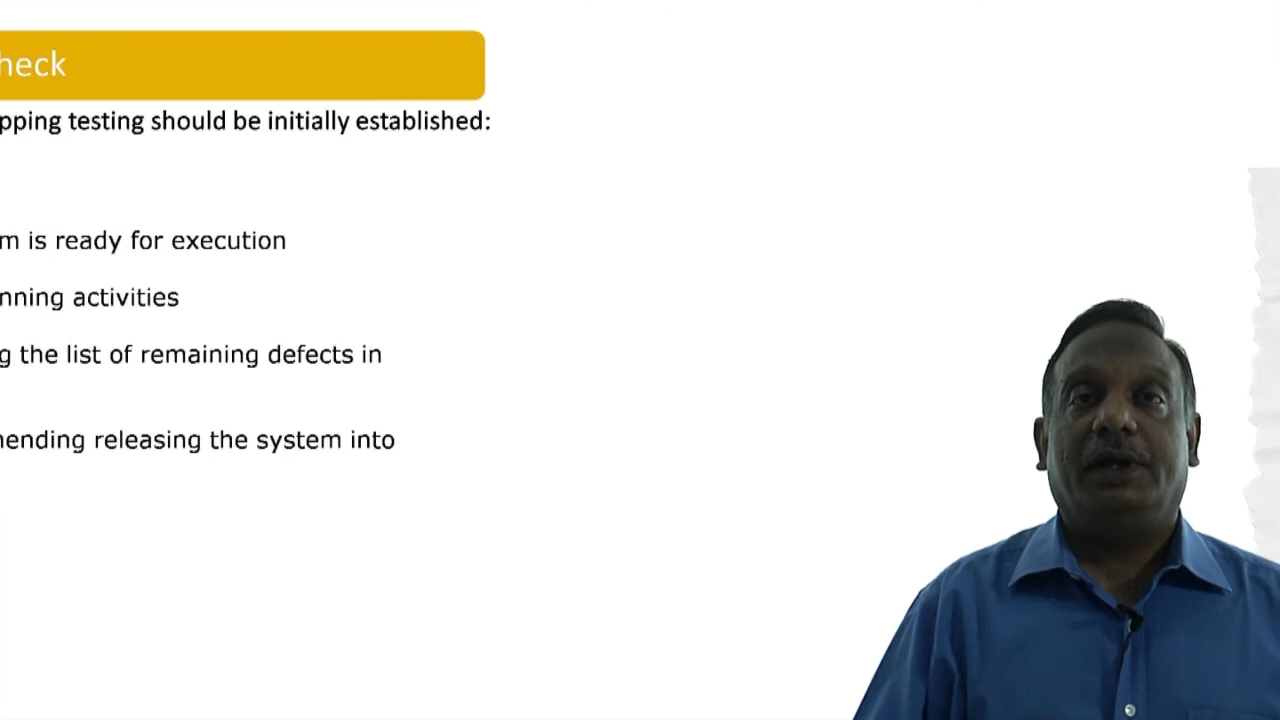 heck
pping testing should be initially established:
m is ready for execution
nning activities
g the list of remaining defects in
ending releasing the system into